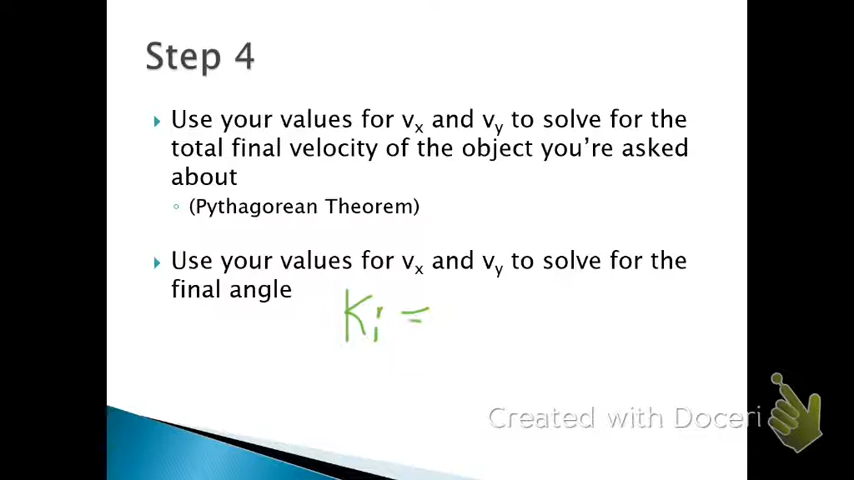 Step 4
Use your values for vx and vy to solve for the
total final velocity of the object you’re asked
about
(Pythagorean Theorem)
Use your values for vx and vy to solve for the
final angle
Ki =
Created with Doceri